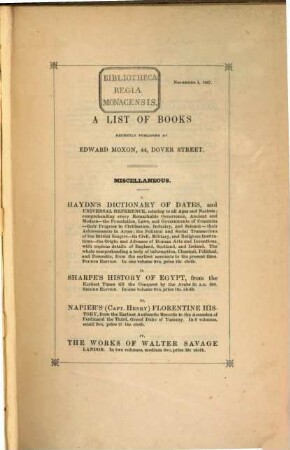 BIBLIOTHECA
REGIA
MONACENSIS.
November 1, 1847.
A LIST OF BOOKS
RECENTLY PUBLISHED BY
EDWARD MOXON, 44, DOVER STREET.
MISCELLANEOUS.
I.
HAYDN'S DICTIONARY OF DATES, and
UNIVERSAL REFERENCE, relating to all Ages and Nations;
comprehending every Remarkable Occurrence, Ancient and
Modern—the Foundation, Laws, and Governments of Countries
—their Progress in Civilisation, Industry, and Science—their
Achievements in Arms; the Political and Social Transactions
of the British Empire—its Civil, Military, and Religious Institu-
tions—the Origin and Advance of Human Arts and Inventions,
with copious details of England, Scotland, and Ireland. The
whole comprehending a body of information, Classical, Political,
and Domestic, from the earliest accounts to the present time.
In one volume 8vo, price 18s. cloth.
II.
SHARPE'S HISTORY OF EGYPT, from the
Earliest Times till the Conquest by the Arabs in A.D. 640.
Second Edition. In one volume 8vo, price 12s. cloth.
III.
NAPIER'S (Capt. Henry) FLORENTINE HIS-
TORY, from the Earliest Authentic Records to the Accession of
Ferdinand the Third, Grand Duke of Tuscany. In 6 volumes,
small 8vo, price cloth.
IV.
THE WORKS OF WALTER SAVAGE
LANDOR. In two volumes, medium 8vo, price 32s. cloth.